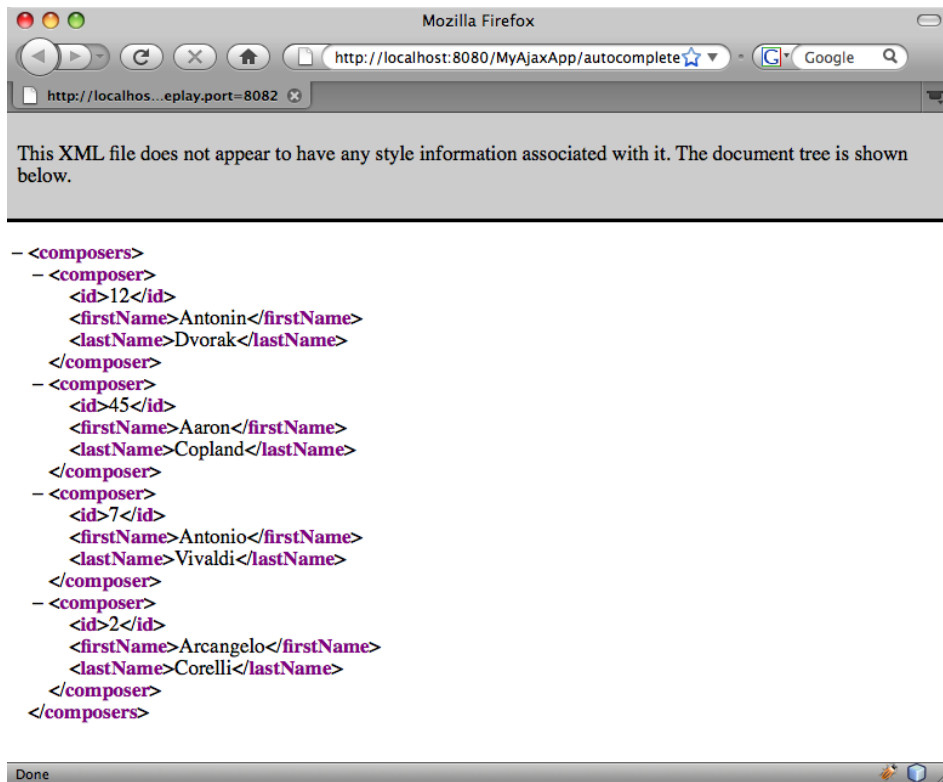 Mozilla Firefox
http://localhost:8080/MyAjaxApp/autocomplete
G Google
http://localhos...eplay.port=8082
This XML file does not appear to have any style information associated with it. The document tree is shown
below.
– <composers>
– <composer>
<id>12</id>
<firstName>Antonin</firstName>
<lastName>Dvorak</lastName>
</composer>
– <composer>
<id>45</id>
<firstName>Aaron</firstName>
<lastName>Copland</lastName>
</composer>
– <composer>
<id>7</id>
<firstName>Antonio</firstName>
<lastName>Vivaldi</lastName>
</composer>
– <composer>
<id>2</id>
<firstName>Arcangelo</firstName>
<lastName>Corelli</lastName>
</composer>
</composers>
Done